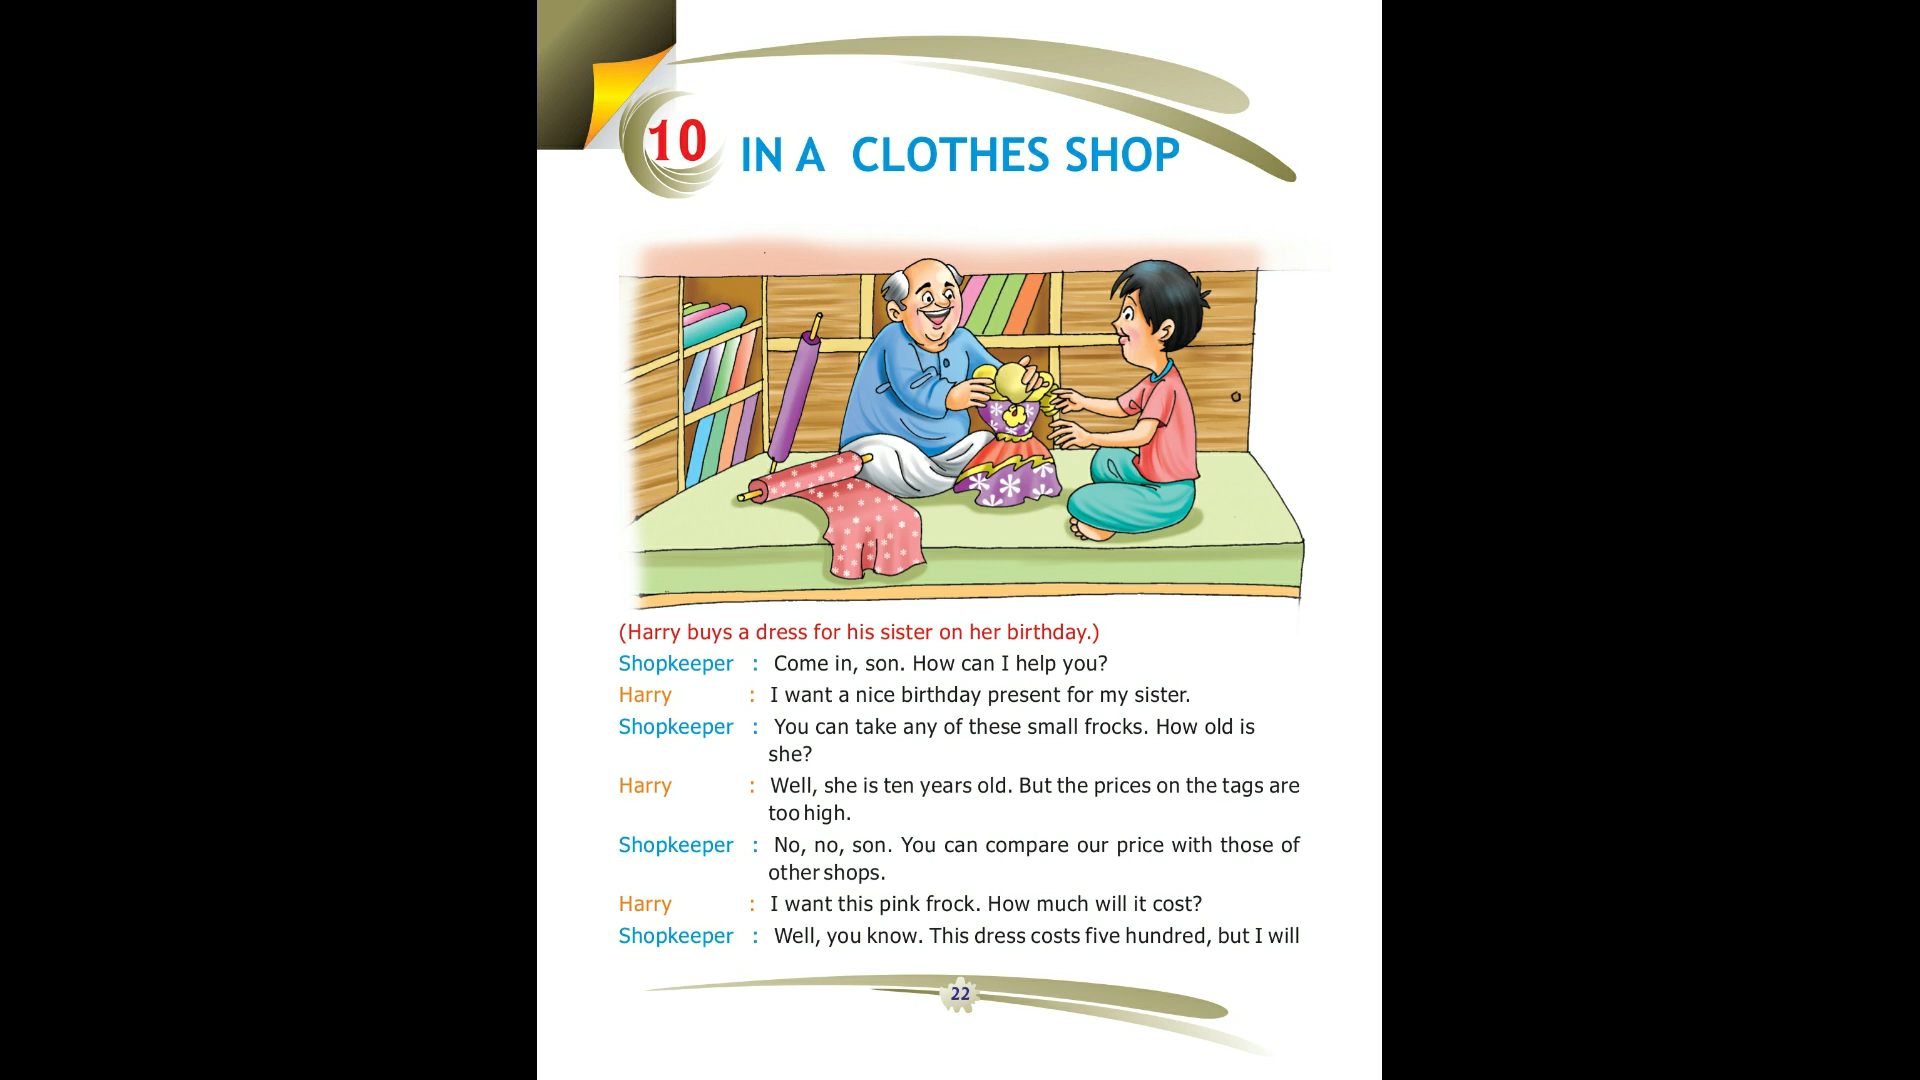 10
IN A CLOTHES SHOP
(Harry buys a dress for his sister on her birthday.)
Shopkeeper : Come in, son. How can I help you?
Harry : I want a nice birthday present for my sister.
Shopkeeper : You can take any of these small frocks. How old is
she?
Harry : Well, she is ten years old. But the prices on the tags are
too high.
Shopkeeper : No, no, son. You can compare our price with those of
other shops.
Harry : I want this pink frock. How much will it cost?
Shopkeeper : Well, you know. This dress costs five hundred, but I will
22